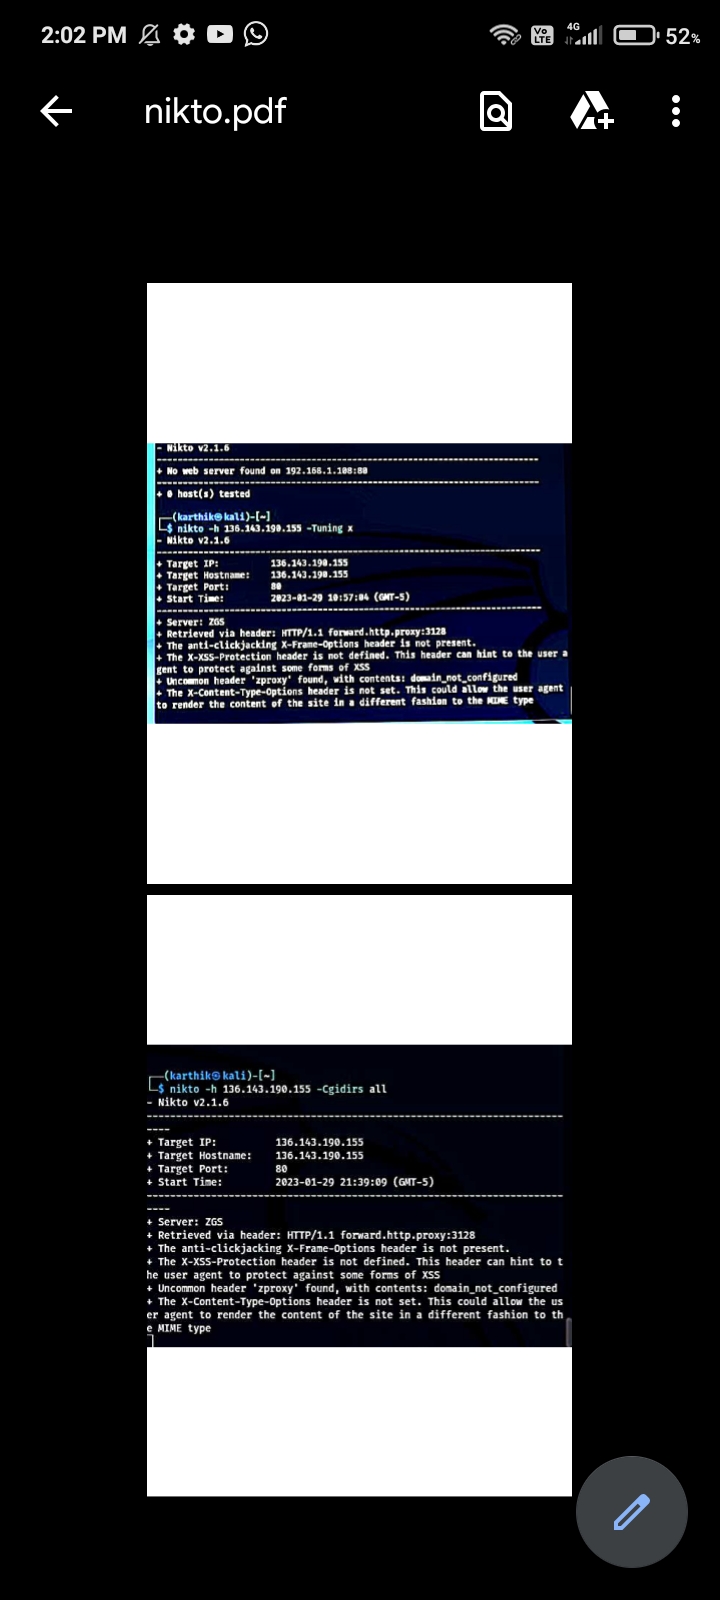 2:02 PM Vo LTE 4G 52%
nikto.pdf
- Nikto v2.1.6
+ No web server found on 192.168.1.108:80
+ 0 host(s) tested
(karthik㉿kali)-[~]
$ nikto -h 136.143.190.155 -Tuning x
- Nikto v2.1.6
+ Target IP: 136.143.190.155
+ Target Hostname: 136.143.190.155
+ Target Port: 80
+ Start Time: 2023-01-29 10:57:04 (GMT-5)
+ Server: ZGS
+ Retrieved via header: HTTP/1.1 forward.http.proxy:3128
+ The anti-clickjacking X-Frame-Options header is not present.
+ The X-XSS-Protection header is not defined. This header can hint to the user a
gent to protect against some forms of XSS
+ Uncommon header 'zproxy' found, with contents: domain_not_configured
+ The X-Content-Type-Options header is not set. This could allow the user agent
to render the content of the site in a different fashion to the MIME type
(karthik㉿kali)-[~]
$ nikto -h 136.143.190.155 -Cgidirs all
- Nikto v2.1.6
----
+ Target IP: 136.143.190.155
+ Target Hostname: 136.143.190.155
+ Target Port: 80
+ Start Time: 2023-01-29 21:39:09 (GMT-5)
----
+ Server: ZGS
+ Retrieved via header: HTTP/1.1 forward.http.proxy:3128
+ The anti-clickjacking X-Frame-Options header is not present.
+ The X-XSS-Protection header is not defined. This header can hint to t
he user agent to protect against some forms of XSS
+ Uncommon header 'zproxy' found, with contents: domain_not_configured
+ The X-Content-Type-Options header is not set. This could allow the us
er agent to render the content of the site in a different fashion to th
e MIME type